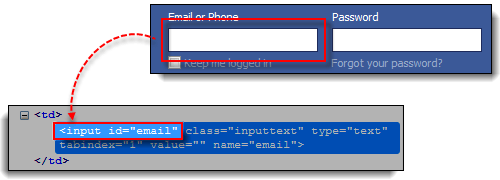 Email or Phone Password
Keep me logged in Forgot your password?
<td>
<input id="email" class="inputtext" type="text"
tabindex="1" value="" name="email">
</td>